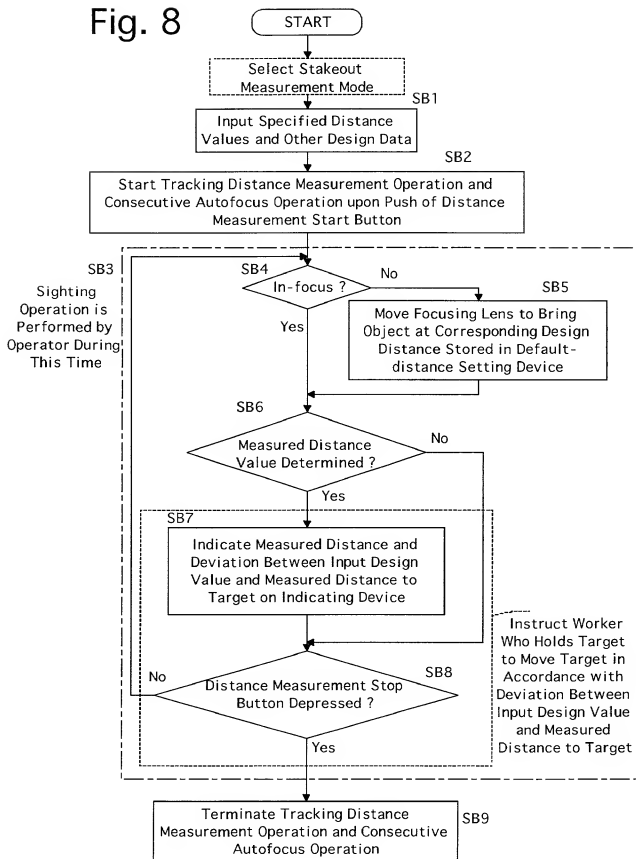 Fig. 8
START
Select Stakeout
Measurement Mode
SB1
Input Specified Distance
Values and Other Design Data
SB2
Start Tracking Distance Measurement Operation and
Consecutive Autofocus Operation upon Push of Distance
Measurement Start Button
SB3
Sighting
Operation is
Performed by
Operator During
This Time
SB4
In-focus ?
No
Yes
SB5
Move Focusing Lens to Bring
Object at Corresponding Design
Distance Stored in Default-
distance Setting Device
SB6
Measured Distance
Value Determined ?
No
Yes
SB7
Indicate Measured Distance and
Deviation Between Input Design
Value and Measured Distance to
Target on Indicating Device
Instruct Worker
Who Holds Target
to Move Target in
Accordance with
Deviation Between
Input Design Value
and Measured
Distance to Target
No
SB8
Distance Measurement Stop
Button Depressed ?
Yes
Terminate Tracking Distance
Measurement Operation and Consecutive
Autofocus Operation
SB9